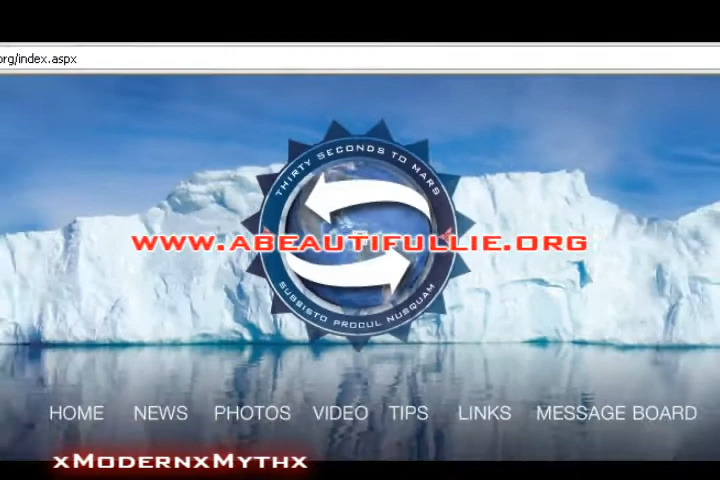 org/index.aspx
THIRTY SECONDS TO MARS
WWW.ABEAUTIFULLIE.ORG
SUBSISTO PROCUL NUSQUAM
HOME NEWS PHOTOS VIDEO TIPS LINKS MESSAGE BOARD
xModernxMythx